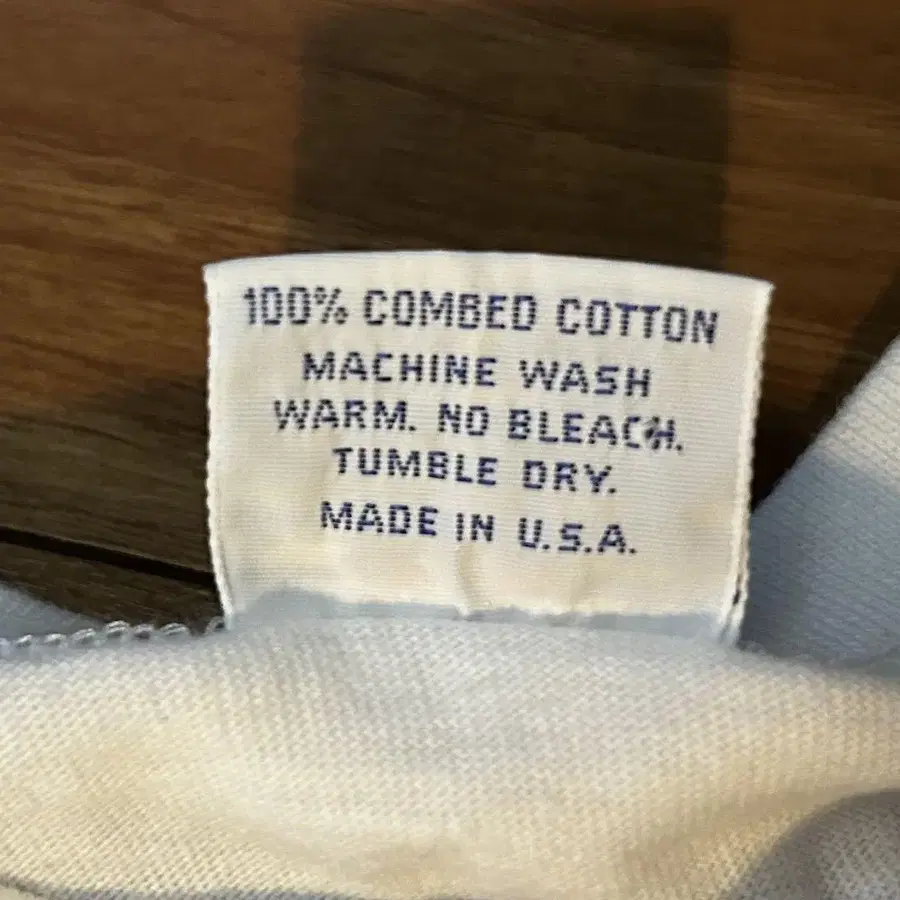 100% COMBED COTTON
MACHINE WASH
WARM. NO BLEACH.
TUMBLE DRY.
MADE IN U.S.A.